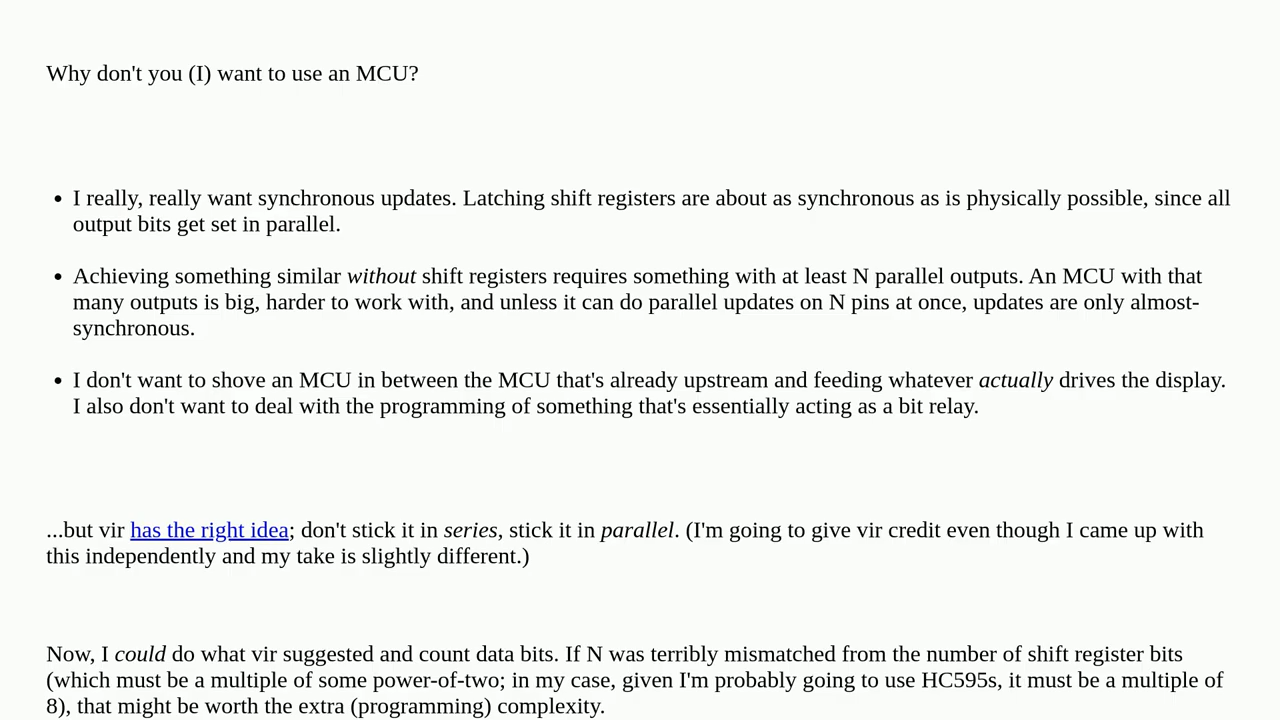 Why don't you (I) want to use an MCU?
• I really, really want synchronous updates. Latching shift registers are about as synchronous as is physically possible, since all
output bits get set in parallel.
• Achieving something similar without shift registers requires something with at least N parallel outputs. An MCU with that
many outputs is big, harder to work with, and unless it can do parallel updates on N pins at once, updates are only almost-
synchronous.
• I don't want to shove an MCU in between the MCU that's already upstream and feeding whatever actually drives the display.
I also don't want to deal with the programming of something that's essentially acting as a bit relay.
...but vir has the right idea; don't stick it in series, stick it in parallel. (I'm going to give vir credit even though I came up with
this independently and my take is slightly different.)
Now, I could do what vir suggested and count data bits. If N was terribly mismatched from the number of shift register bits
(which must be a multiple of some power-of-two; in my case, given I'm probably going to use HC595s, it must be a multiple of
8), that might be worth the extra (programming) complexity.